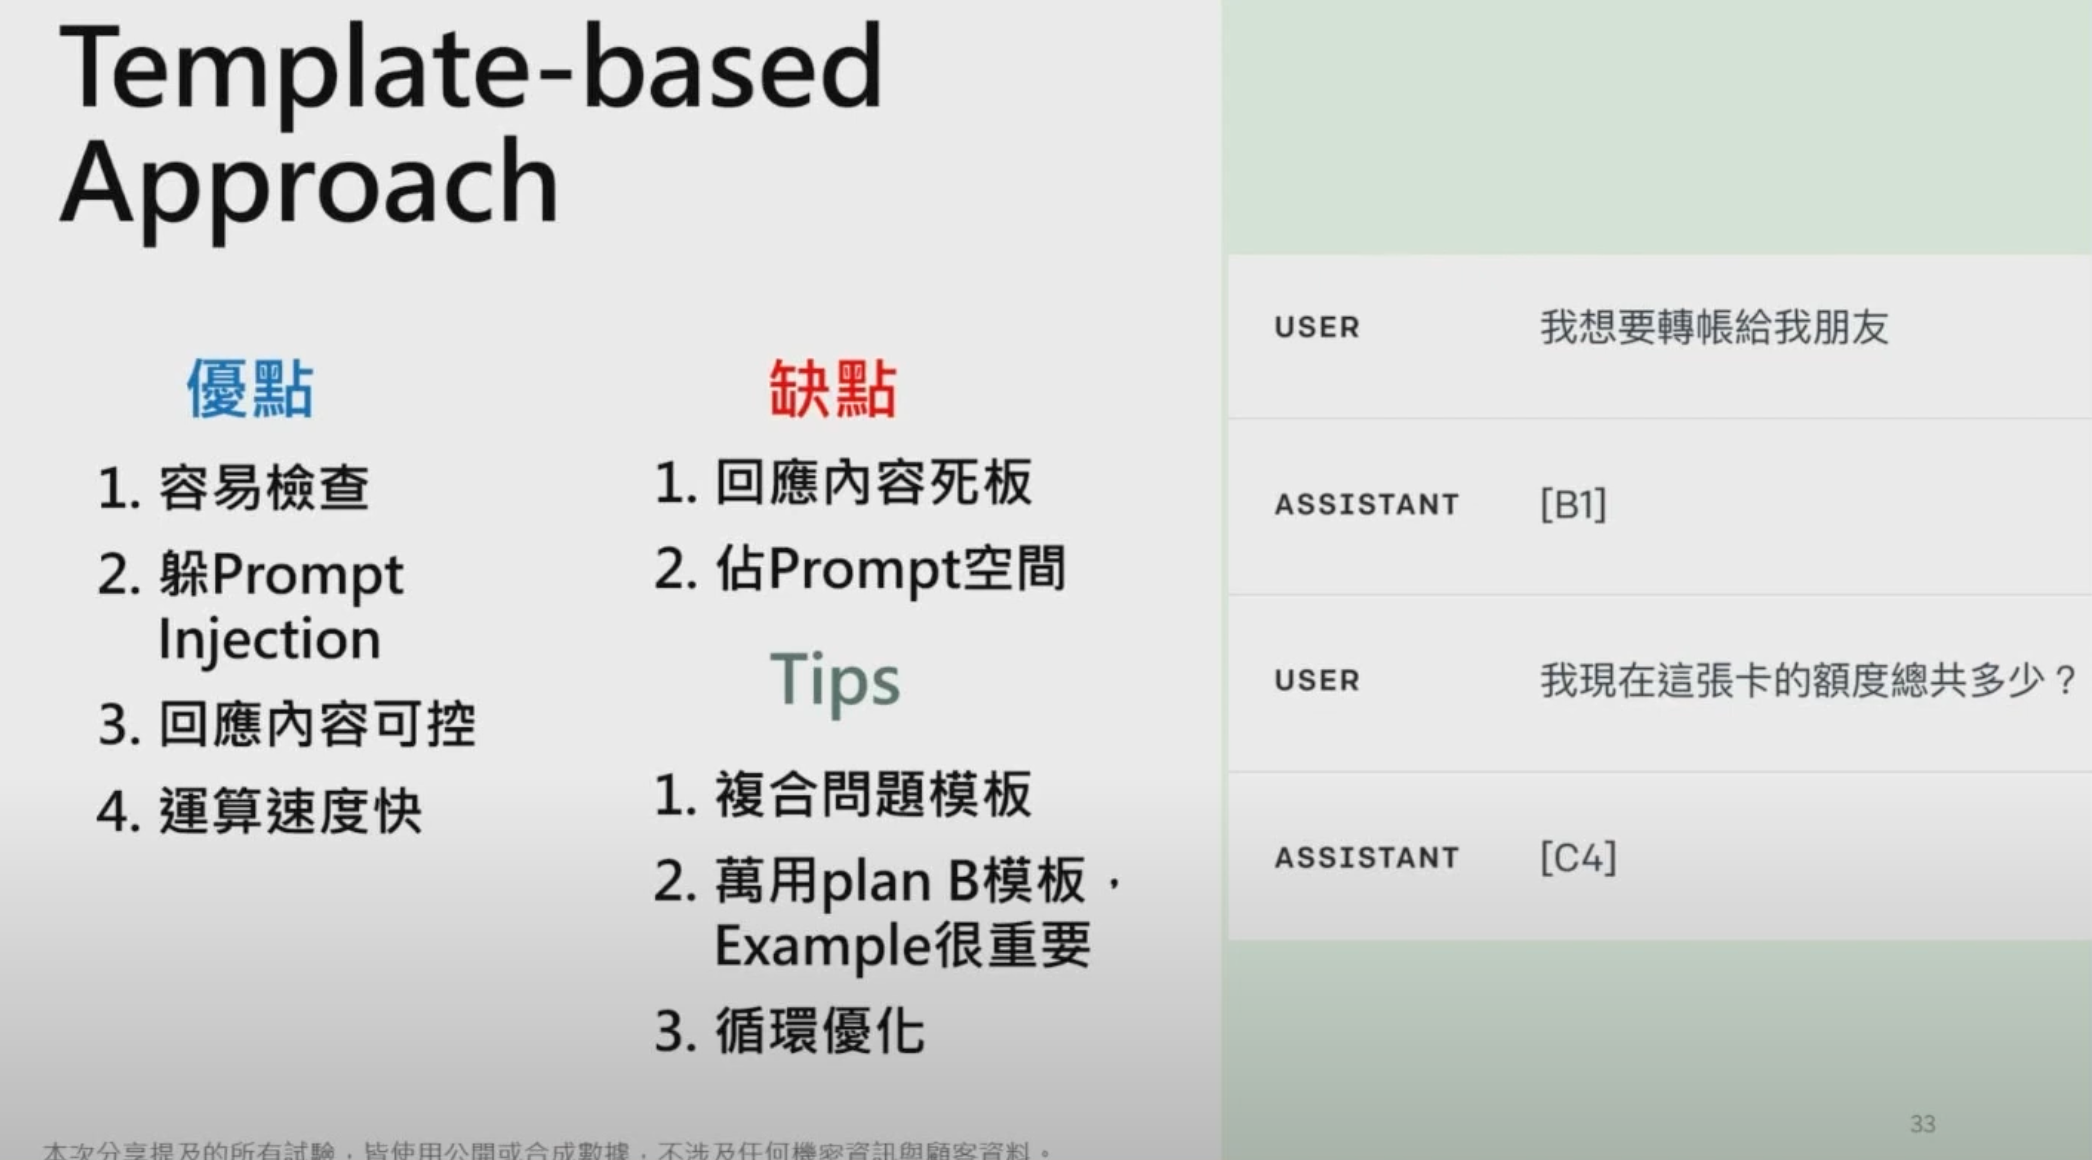 Template-based
Approach
優點
1. 容易檢查
2. 躲Prompt
Injection
3. 回應內容可控
4. 運算速度快
缺點
1. 回應內容死板
2. 佔Prompt空間
Tips
1. 複合問題模板
2. 萬用plan B模板，
Example很重要
3. 循環優化
USER 我想要轉帳給我朋友
ASSISTANT [B1]
USER 我現在這張卡的額度總共多少？
ASSISTANT [C4]
33
本次分享提及的所有試驗，皆使用公開或合成數據，不涉及任何機密資訊與顧客資料。